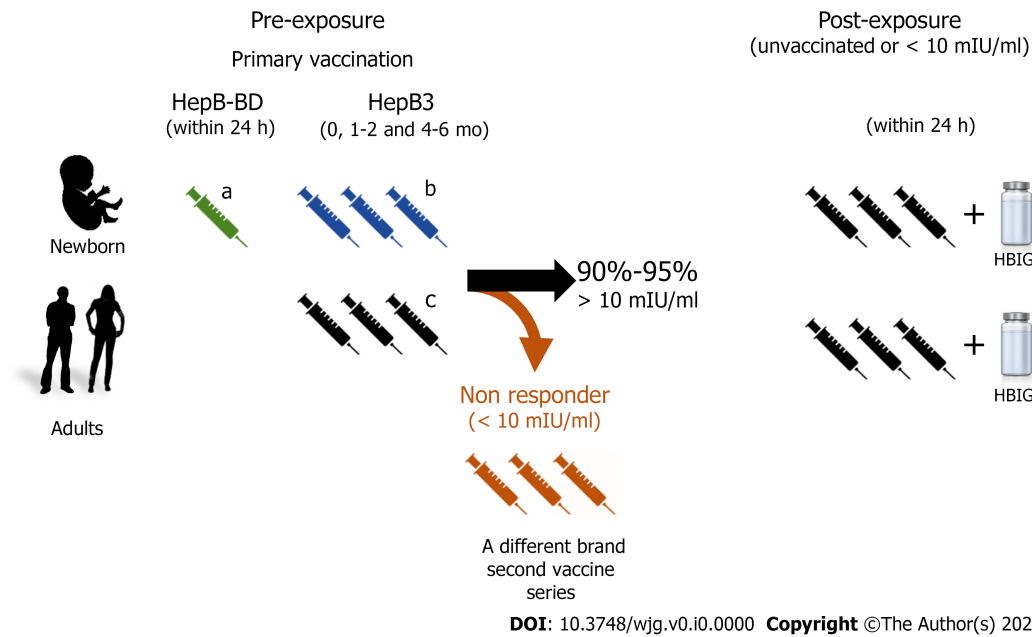 Pre-exposure
Post-exposure
(unvaccinated or < 10 mIU/ml)
Primary vaccination
HepB-BD
(within 24 h)
HepB3
(0, 1-2 and 4-6 mo)
(within 24 h)
a
b
+
Newborn
HBIG
90%-95%
> 10 mIU/ml
c
+
Non responder
(< 10 mIU/ml)
HBIG
Adults
A different brand
second vaccine
series
DOI: 10.3748/wjg.v0.i0.0000 Copyright ©The Author(s) 202